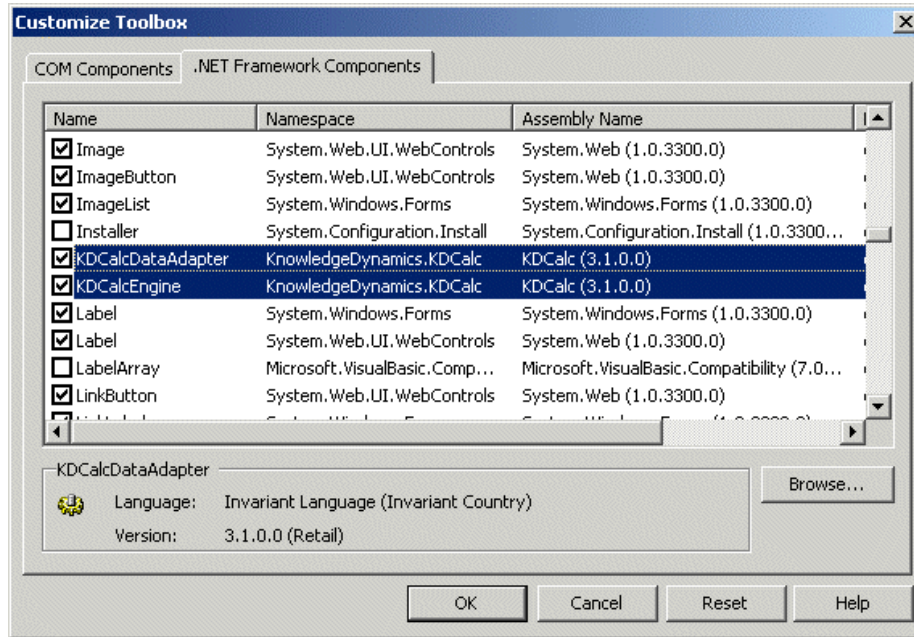 Customize Toolbox
COM Components .NET Framework Components
Name Namespace Assembly Name
Image System.Web.UI.WebControls System.Web (1.0.3300.0)
ImageButton System.Web.UI.WebControls System.Web (1.0.3300.0)
ImageList System.Windows.Forms System.Windows.Forms (1.0.3300.0)
Installer System.Configuration.Install System.Configuration.Install (1.0.3300...
KDCalcDataAdapter KnowledgeDynamics.KDCalc KDCalc (3.1.0.0)
KDCalcEngine KnowledgeDynamics.KDCalc KDCalc (3.1.0.0)
Label System.Windows.Forms System.Windows.Forms (1.0.3300.0)
Label System.Web.UI.WebControls System.Web (1.0.3300.0)
LabelArray Microsoft.VisualBasic.Comp... Microsoft.VisualBasic.Compatibility (7.0...
LinkButton System.Web.UI.WebControls System.Web (1.0.3300.0)
KDCalcDataAdapter
Browse...
Language: Invariant Language (Invariant Country)
Version: 3.1.0.0 (Retail)
OK Cancel Reset Help